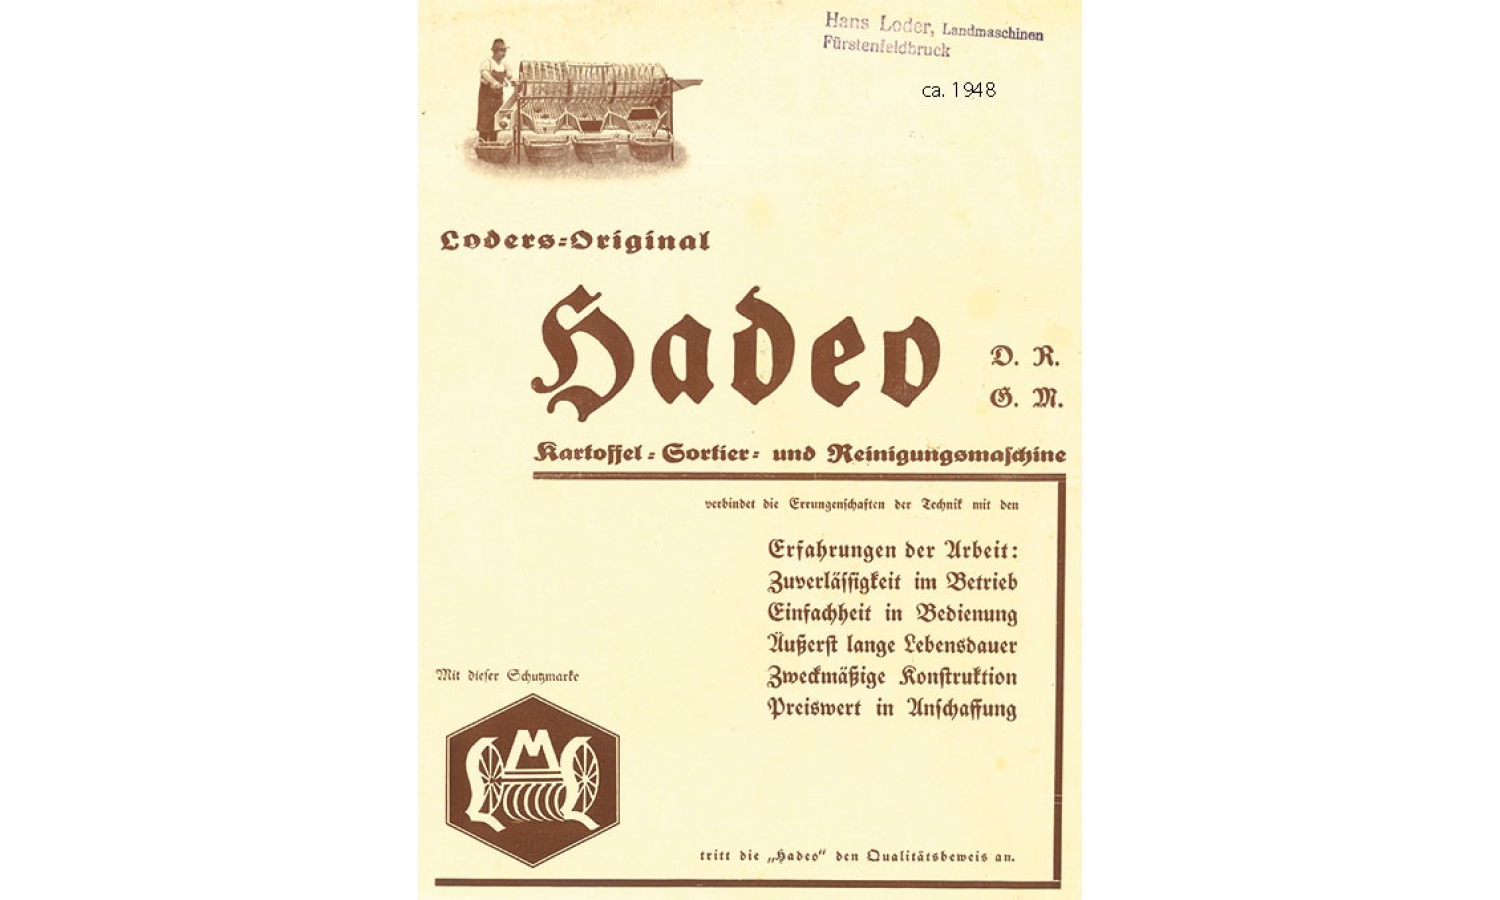 Hans Loder, Landmaschinen
Fürstenfeldbruck
ca. 1948
Loders-Original
Hadeo
D. R.
G. M.
Kartoffel-Sortier- und Reinigungsmaschine
verbindet die Errungenschaften der Technik mit den
Erfahrungen der Arbeit:
Zuverlässigkeit im Betrieb
Einfachheit in Bedienung
Äußerst lange Lebensdauer
Zweckmäßige Konstruktion
Preiswert in Anschaffung
Mit dieser Schutzmarke
LML
tritt die „Hadeo“ den Qualitätsbeweis an.